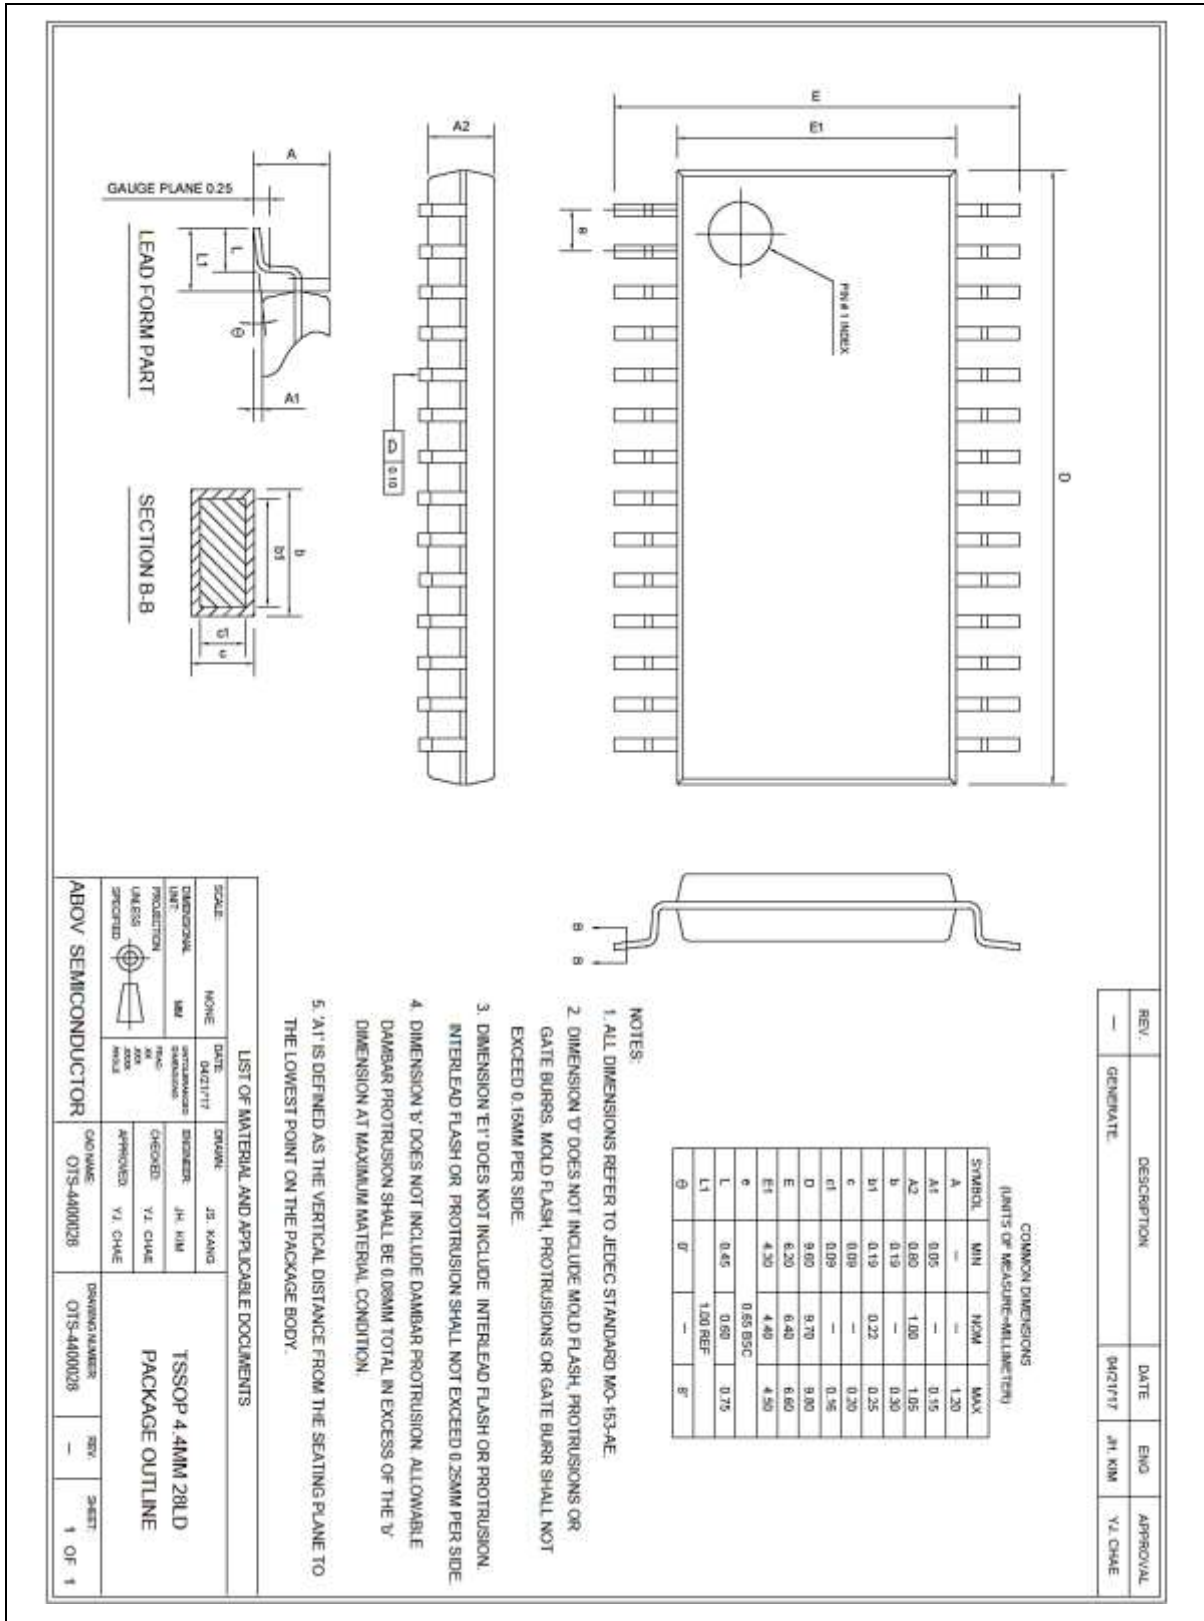 REV. DESCRIPTION DATE ENG APPROVAL
— GENERATE. 04/21/'17 JH. KIM YJ. CHAE
E
E1
D
e
PIN # 1 INDEX
A2
0.10
A
GAUGE PLANE 0.25
L
L1
Θ
A1
LEAD FORM PART
b
b1
c1
c
SECTION B-B
B B
COMMON DIMENSIONS
(UNITS OF MEASURE=MILLIMETER)
SYMBOL MIN NOM MAX
A — — 1.20
A1 0.05 — 0.15
A2 0.80 1.00 1.05
b 0.19 — 0.30
b1 0.19 0.22 0.25
c 0.09 — 0.20
c1 0.09 — 0.16
D 9.60 9.70 9.80
E 6.20 6.40 6.60
E1 4.30 4.40 4.50
e 0.65 BSC
L 0.45 0.60 0.75
L1 1.00 REF
Θ 0° — 8°
NOTES:
1. ALL DIMENSIONS REFER TO JEDEC STANDARD MO-153-AE.
2. DIMENSION 'D' DOES NOT INCLUDE MOLD FLASH, PROTRUSIONS OR
GATE BURRS. MOLD FLASH, PROTRUSIONS OR GATE BURR SHALL NOT
EXCEED 0.15MM PER SIDE.
3. DIMENSION 'E1' DOES NOT INCLUDE INTERLEAD FLASH OR PROTRUSION.
INTERLEAD FLASH OR PROTRUSION SHALL NOT EXCEED 0.25MM PER SIDE.
4. DIMENSION 'b' DOES NOT INCLUDE DAMBAR PROTRUSION. ALLOWABLE
DAMBAR PROTRUSION SHALL BE 0.08MM TOTAL IN EXCESS OF THE 'b'
DIMENSION AT MAXIMUM MATERIAL CONDITION.
5. 'A1' IS DEFINED AS THE VERTICAL DISTANCE FROM THE SEATING PLANE TO
THE LOWEST POINT ON THE PACKAGE BODY.
LIST OF MATERIAL AND APPLICABLE DOCUMENTS
SCALE: NONE
DATE: 04/21/'17
DRAWN: JS. KANG
DIMENSIONAL
UNIT: MM
UNTOLERANCED
DIMENSIONS:
ENGINEER: JH. KIM
PROJECTION
UNLESS
SPECIFIED
ANGLE
CHECKED: YJ. CHAE
APPROVED: YJ. CHAE
TSSOP 4.4MM 28LD
PACKAGE OUTLINE
ABOV SEMICONDUCTOR
CAD NAME:
OTS-4400028
DRAWING NUMBER:
OTS-4400028
REV.
—
SHEET:
1 OF 1